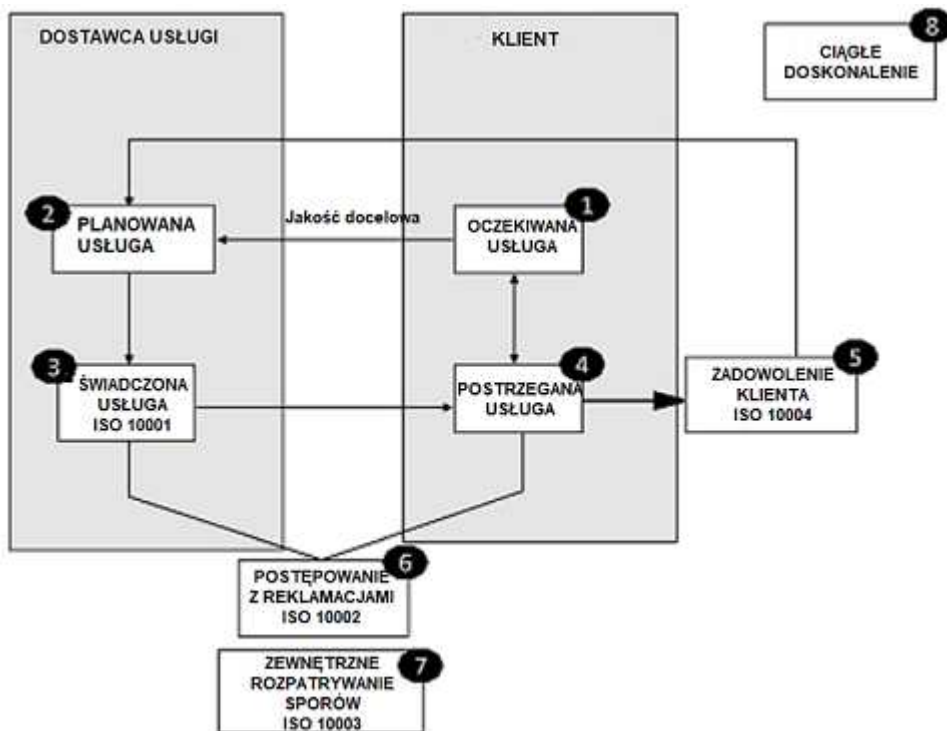 DOSTAWCA USŁUGI
KLIENT
8
CIĄGŁE
DOSKONALENIE
2
PLANOWANA
USŁUGA
Jakość docelowa
1
OCZEKIWANA
USŁUGA
3
ŚWIADCZONA
USŁUGA
ISO 10001
4
POSTRZEGANA
USŁUGA
5
ZADOWOLENIE
KLIENTA
ISO 10004
6
POSTĘPOWANIE
Z REKLAMACJAMI
ISO 10002
7
ZEWNĘTRZNE
ROZPATRYWANIE
SPORÓW
ISO 10003